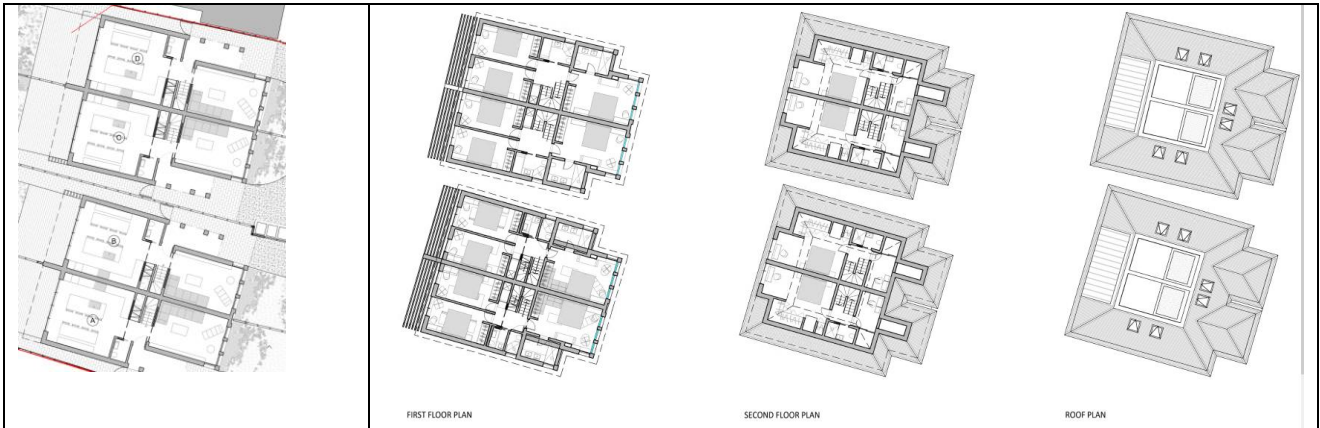 D
C
B
A
FIRST FLOOR PLAN
SECOND FLOOR PLAN
ROOF PLAN